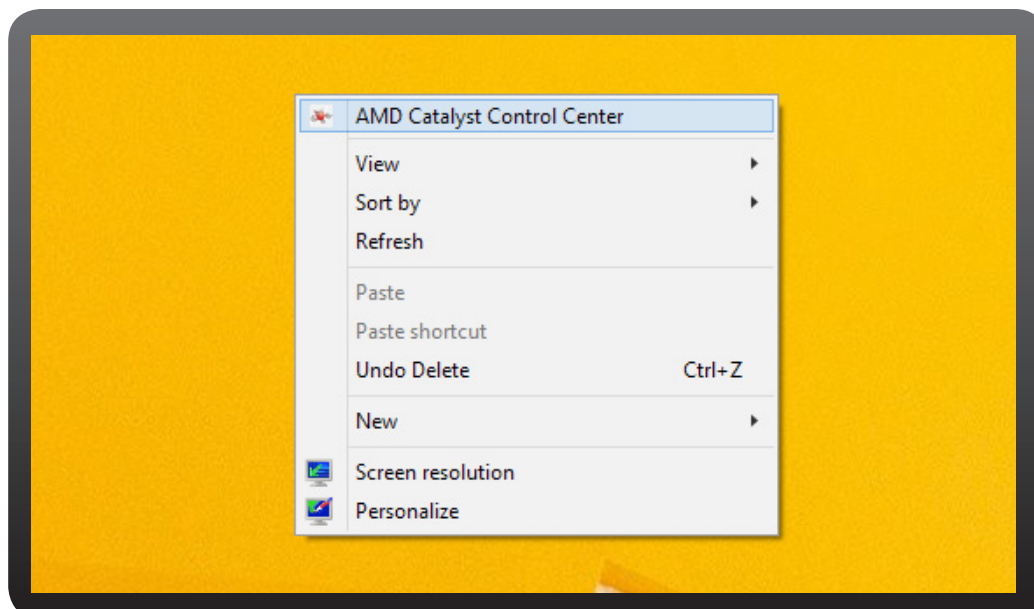 AMD Catalyst Control Center
View
Sort by
Refresh
Paste
Paste shortcut
Undo Delete Ctrl+Z
New
Screen resolution
Personalize